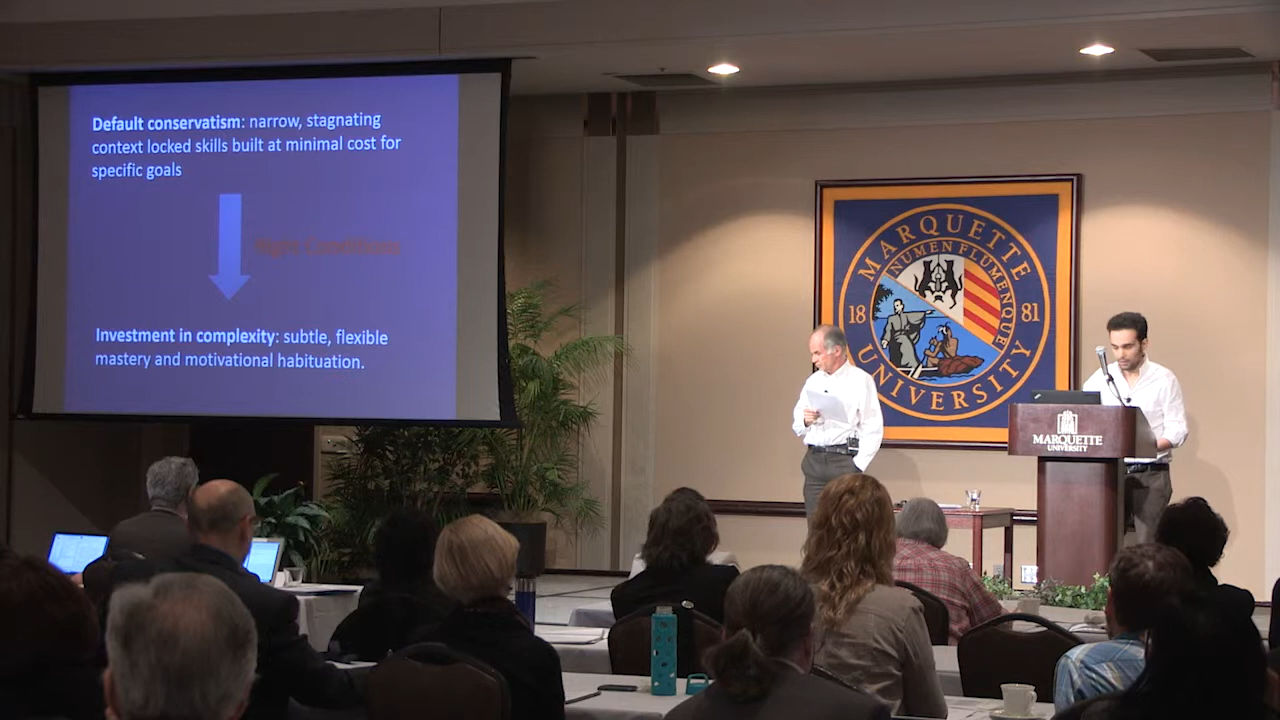 Default conservatism: narrow, stagnating
context locked skills built at minimal cost for
specific goals
Right Conditions
Investment in complexity: subtle, flexible
mastery and motivational habituation.
MARQUETTE
UNIVERSITY
NUMEN FLUMENQUE
18 81
MARQUETTE
UNIVERSITY